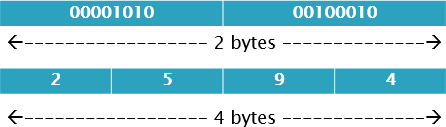 00001010 00100010
←---------------- 2 bytes ----------------→
2 5 9 4
←---------------- 4 bytes ----------------→